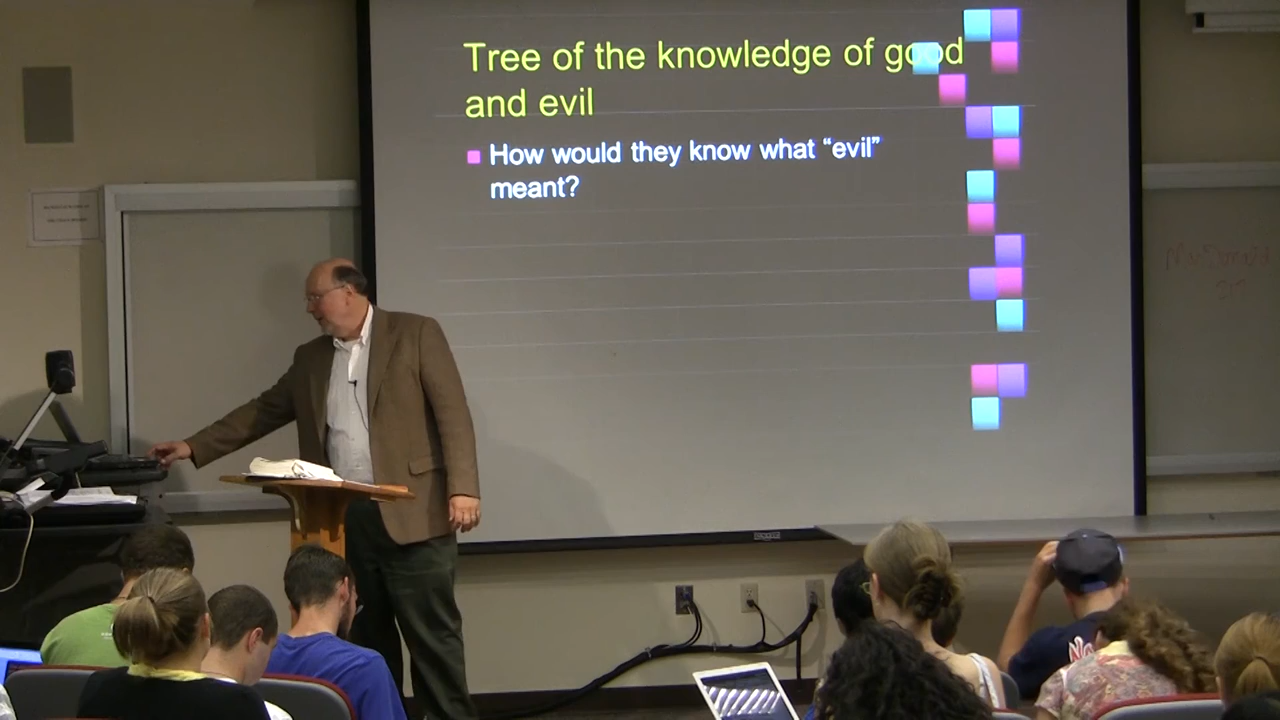 Tree of the knowledge of good
and evil
How would they know what “evil”
meant?